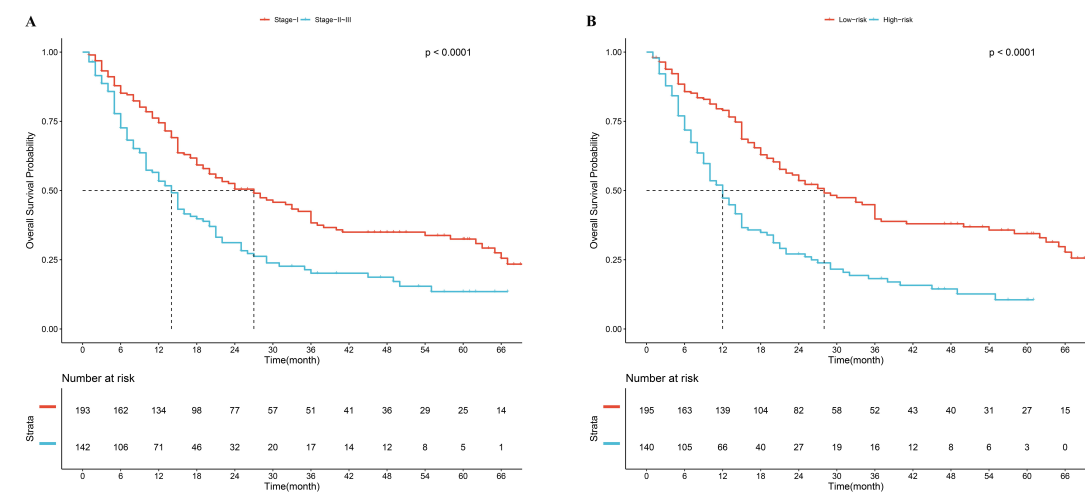 A
Stage-I Stage-II-III
p < 0.0001
Overall Survival Probability
1.00
0.75
0.50
0.25
0.00
0 6 12 18 24 30 36 42 48 54 60 66
Time(month)
Number at risk
Strata
193 162 134 98 77 57 51 41 36 29 25 14
142 106 71 46 32 20 17 14 12 8 5 1
0 6 12 18 24 30 36 42 48 54 60 66
Time(month)
B
Low-risk High-risk
p < 0.0001
Overall Survival Probability
1.00
0.75
0.50
0.25
0.00
0 6 12 18 24 30 36 42 48 54 60 66
Time(month)
Number at risk
Strata
195 163 139 104 82 58 52 43 40 31 27 15
140 105 66 40 27 19 16 12 8 6 3 0
0 6 12 18 24 30 36 42 48 54 60 66
Time(month)